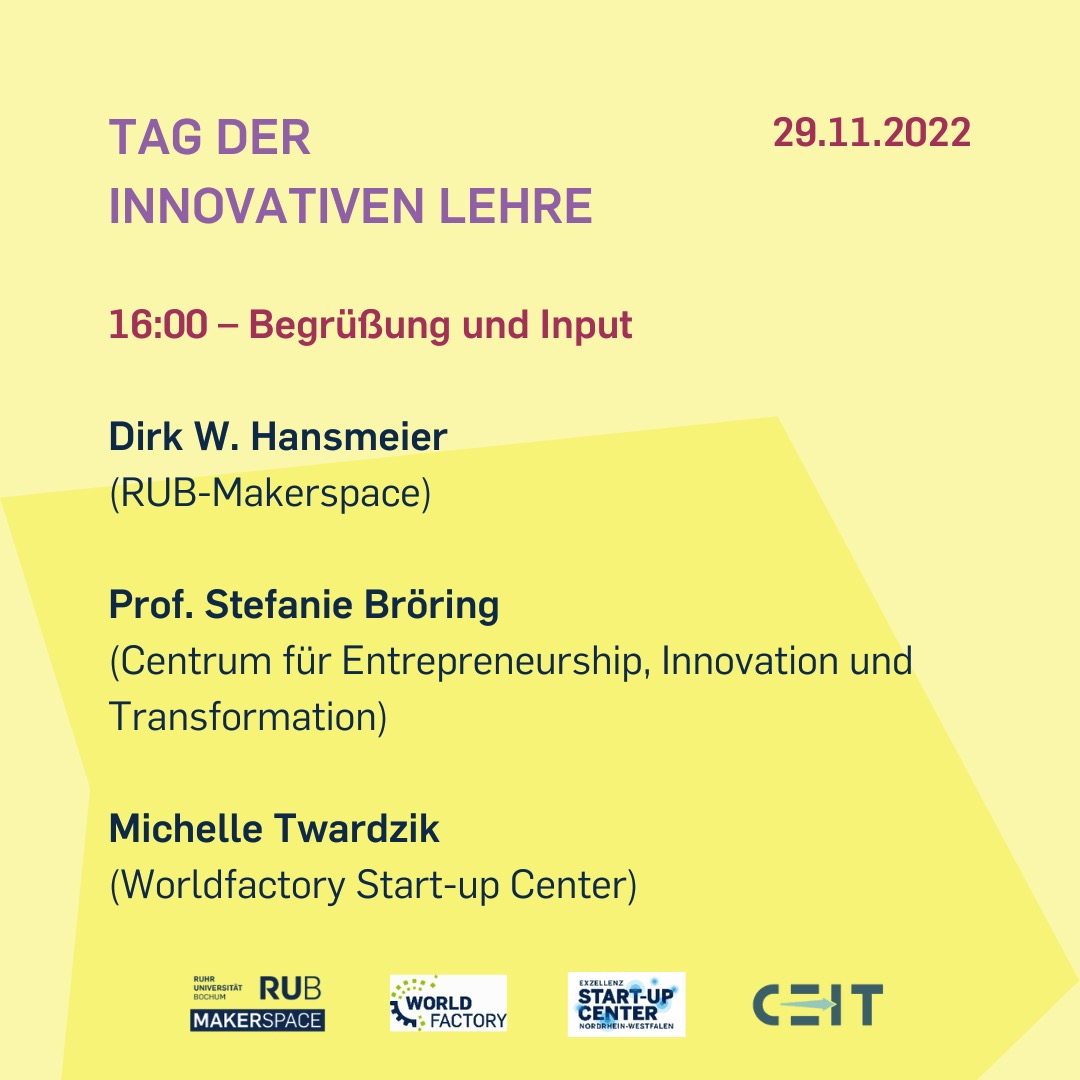 TAG DER
INNOVATIVEN LEHRE
29.11.2022
16:00 – Begrüßung und Input
Dirk W. Hansmeier
(RUB-Makerspace)
Prof. Stefanie Bröring
(Centrum für Entrepreneurship, Innovation und
Transformation)
Michelle Twardzik
(Worldfactory Start-up Center)
RUHR
UNIVERSITÄT
BOCHUM
RUB
MAKERSPACE
WORLD
FACTORY
EXZELLENZ
START-UP
CENTER
NORDRHEIN-WESTFALEN
CEIT